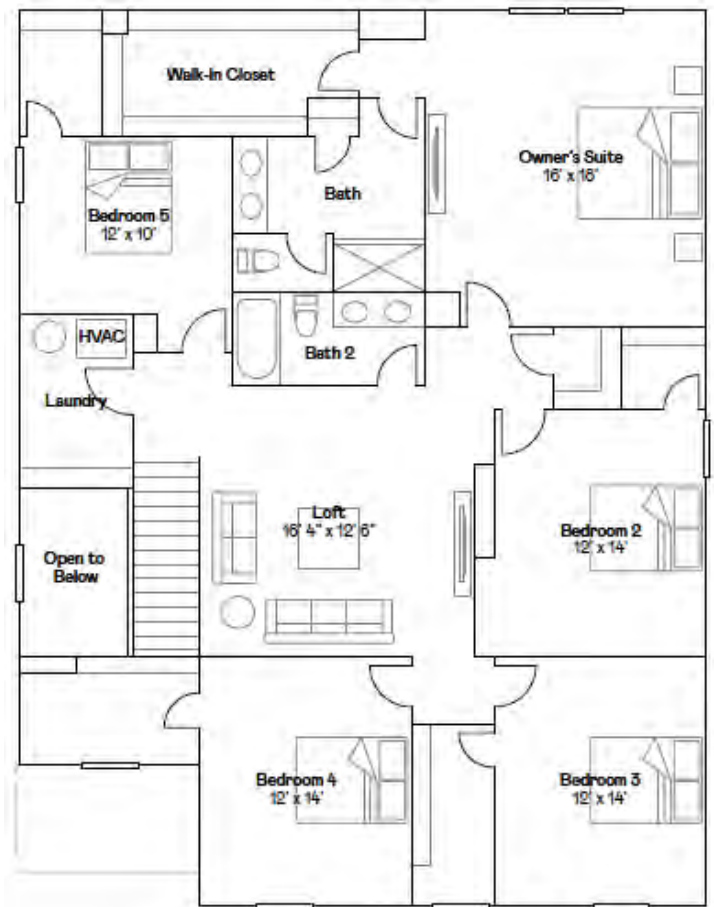 Walk-In Closet
Owner's Suite
16' x 18'
Bath
Bedroom 5
12' x 10'
HVAC
Bath 2
Laundry
Loft
16' 4" x 12' 6"
Bedroom 2
12' x 14'
Open to
Below
Bedroom 4
12' x 14'
Bedroom 3
12' x 14'